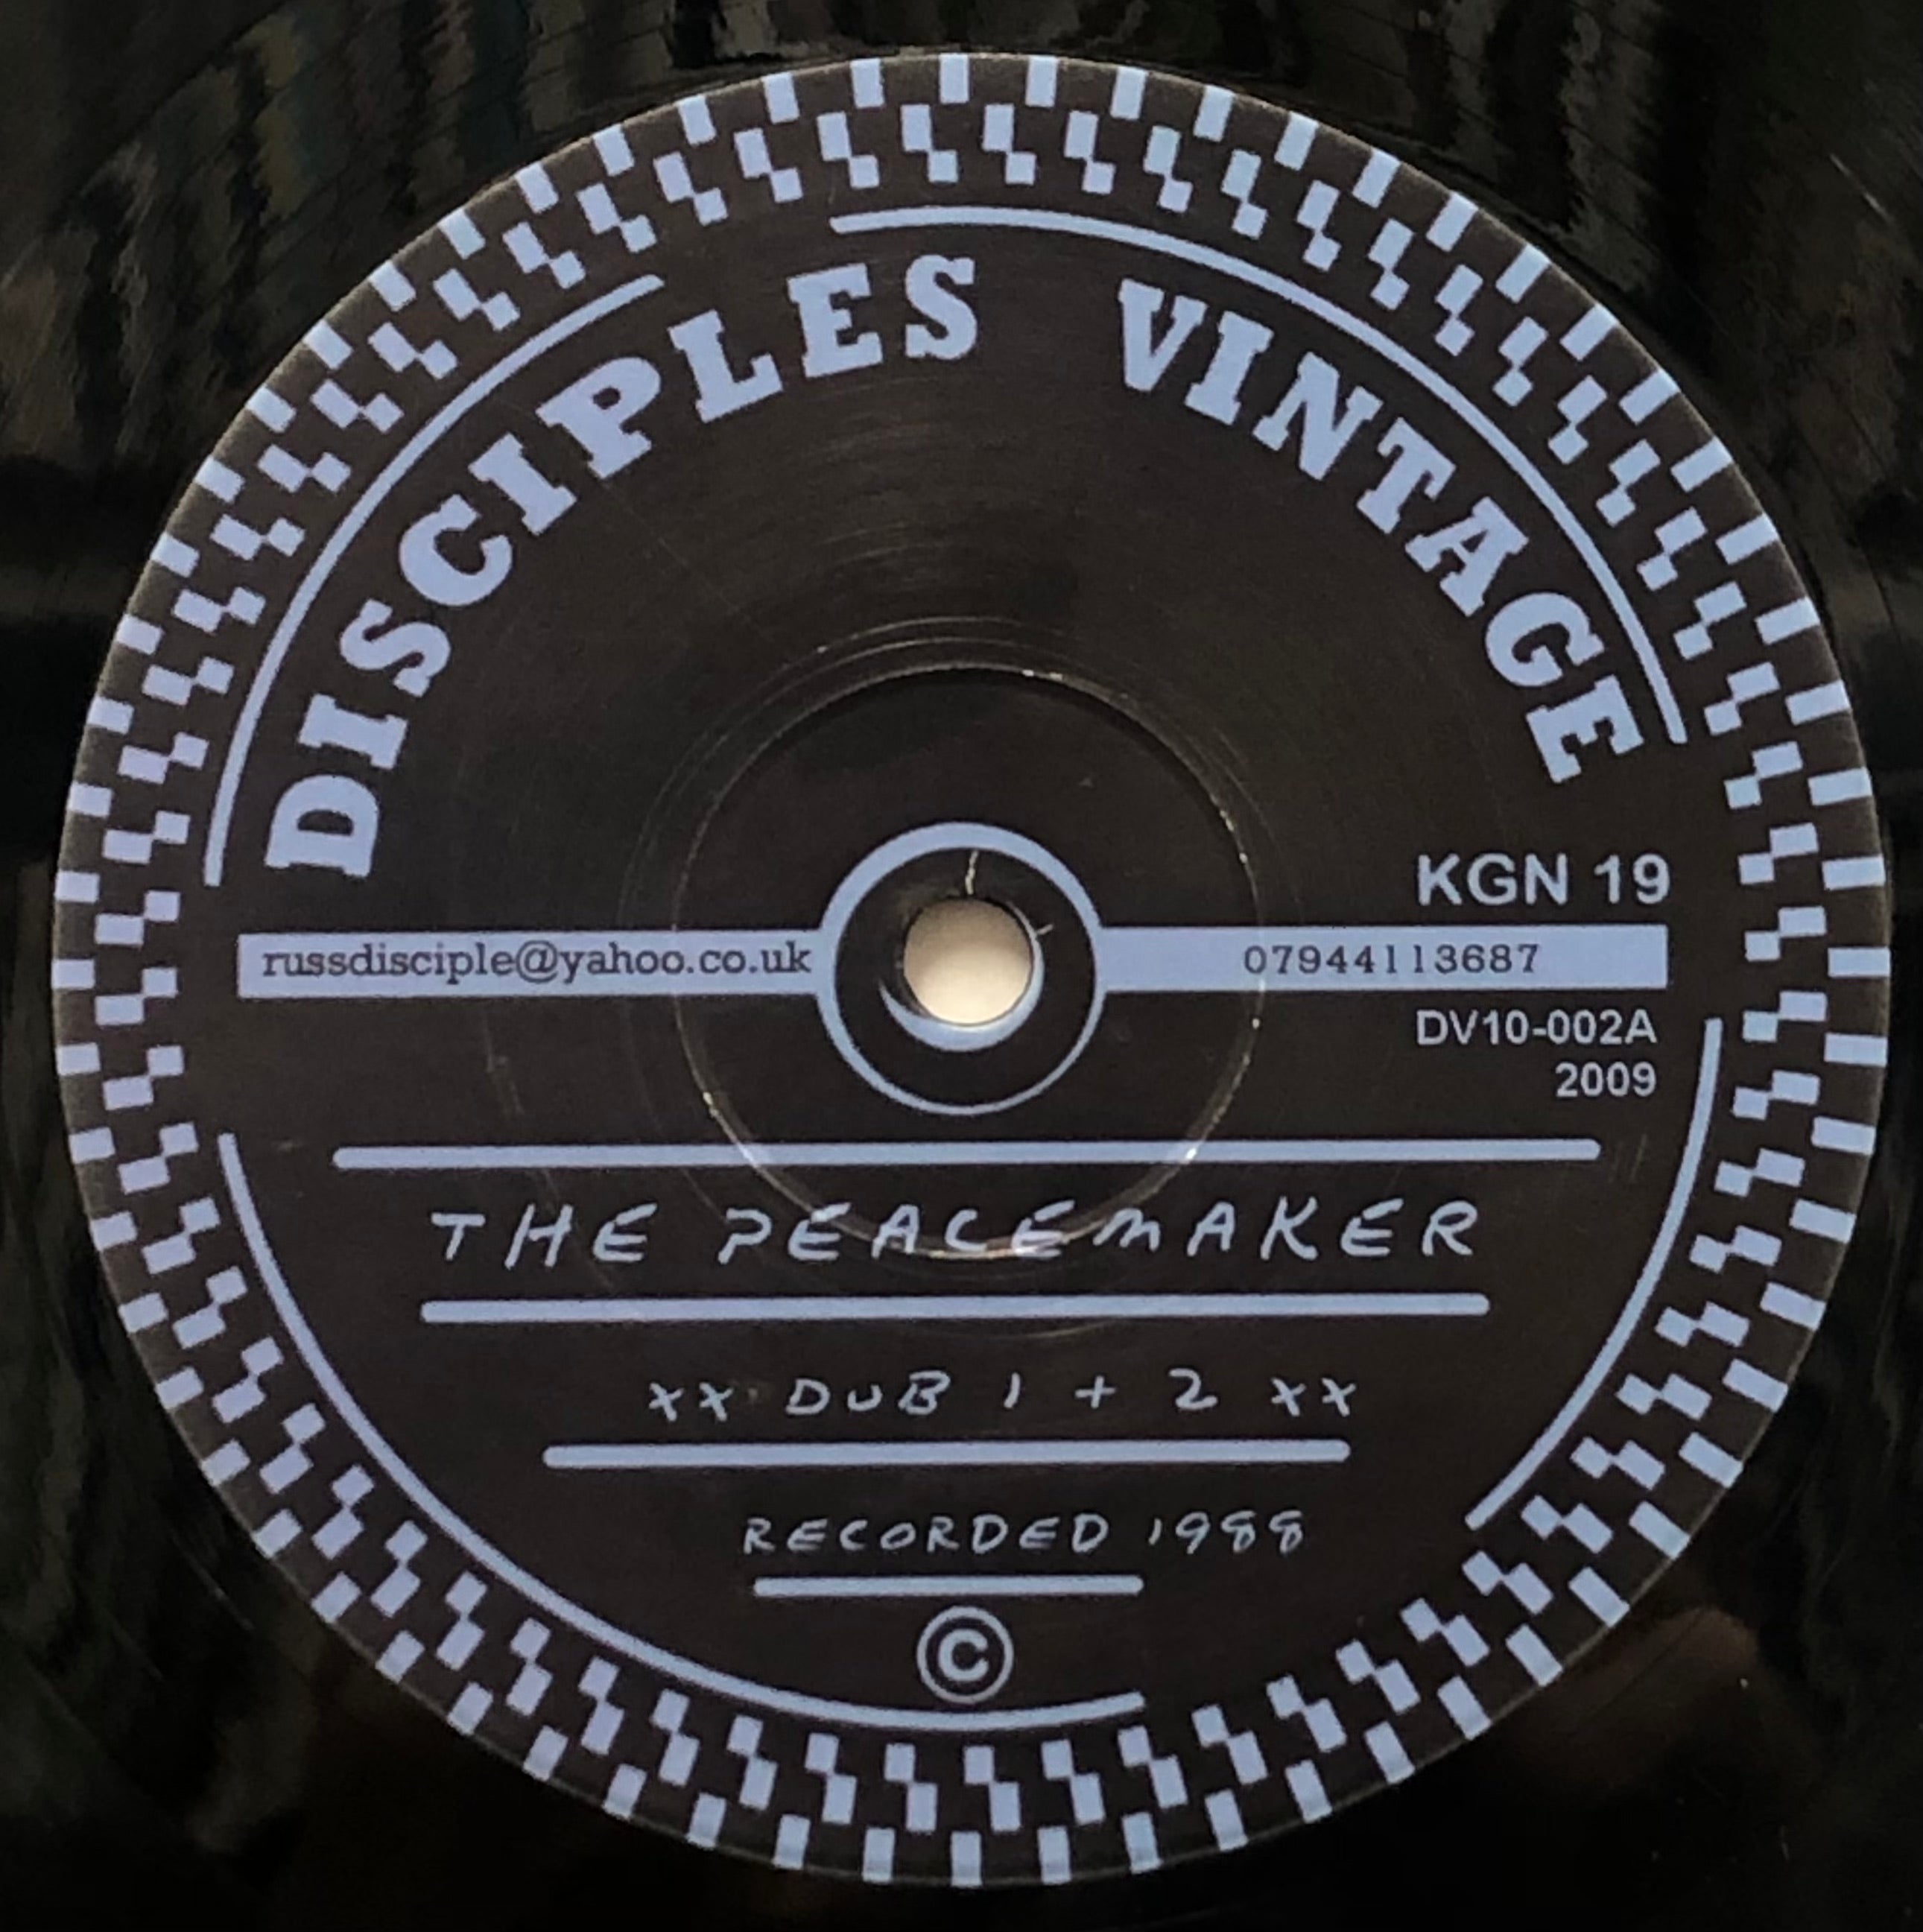 DISCIPLES VINTAGE
KGN 19
russdisciple@yahoo.co.uk 07944113687
DV10-002A
2009
THE PEACEMAKER
xx DUB 1 + 2 xx
RECORDED 1988
©